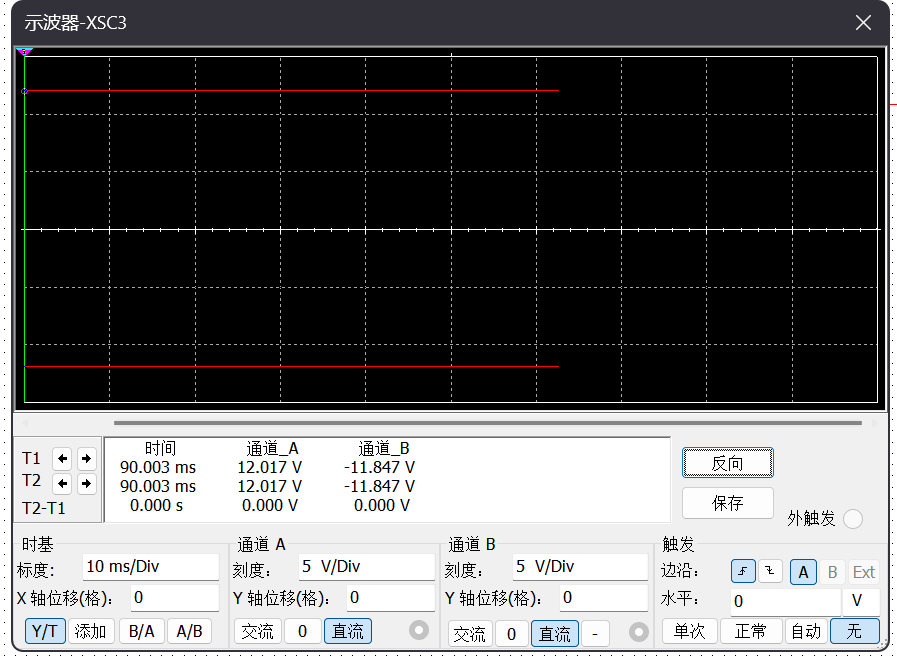 示波器-XSC3
时间 通道_A 通道_B
T1 90.003 ms 12.017 V -11.847 V
T2 90.003 ms 12.017 V -11.847 V
T2-T1 0.000 s 0.000 V 0.000 V
反向
保存
外触发
时基
标度: 10 ms/Div
X 轴位移(格): 0
Y/T 添加 B/A A/B
通道 A
刻度: 5 V/Div
Y 轴位移(格): 0
交流 0 直流
通道 B
刻度: 5 V/Div
Y 轴位移(格): 0
交流 0 直流 -
触发
边沿: A B Ext
水平: 0 V
单次 正常 自动 无